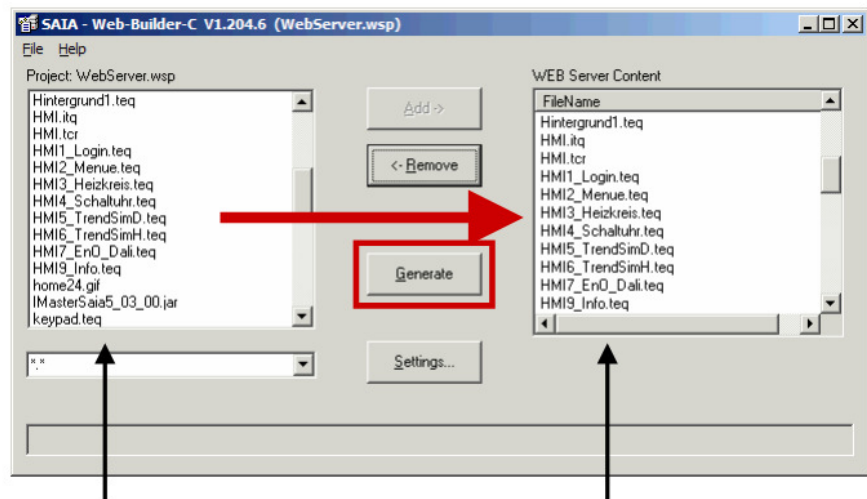 SAIA - Web-Builder-C V1.204.6 (WebServer.wsp)
File Help
Project: WebServer.wsp
Hintergrund1.teq
HMI.itq
HMI.tcr
HMI1_Login.teq
HMI2_Menue.teq
HMI3_Heizkreis.teq
HMI4_Schaltuhr.teq
HMI5_TrendSimD.teq
HMI6_TrendSimH.teq
HMI7_EnO_Dali.teq
HMI9_Info.teq
home24.gif
IMasterSaia5_03_00.jar
keypad.teq
*.*
Add ->
<- Remove
Generate
Settings...
WEB Server Content
FileName
Hintergrund1.teq
HMI.itq
HMI.tcr
HMI1_Login.teq
HMI2_Menue.teq
HMI3_Heizkreis.teq
HMI4_Schaltuhr.teq
HMI5_TrendSimD.teq
HMI6_TrendSimH.teq
HMI7_EnO_Dali.teq
HMI9_Info.teq